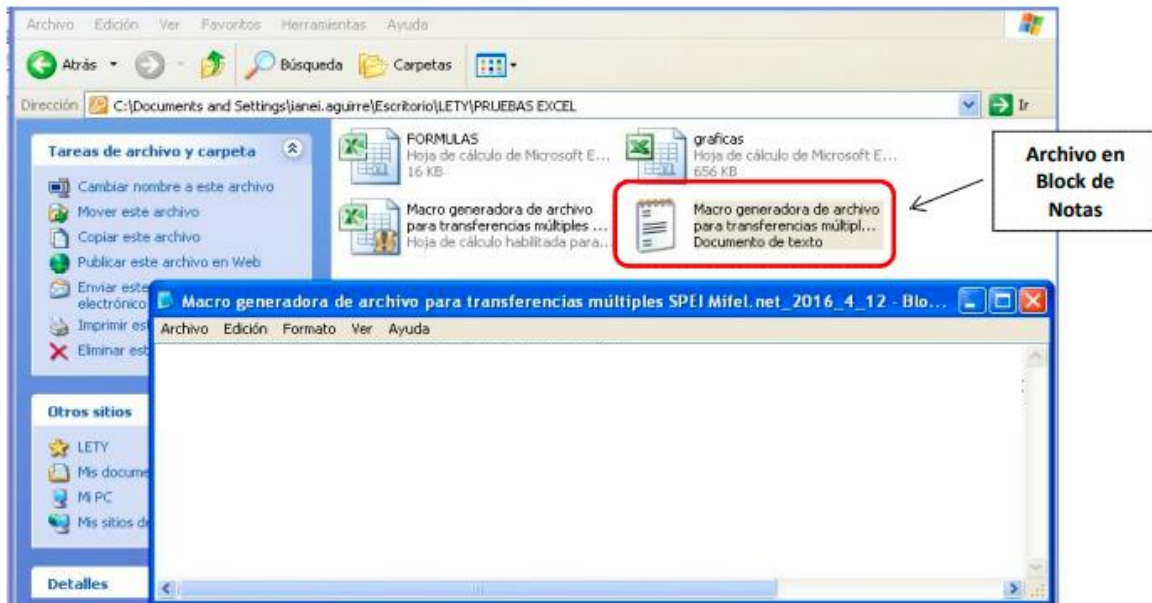 Archivo Edición Ver Favoritos Herramientas Ayuda
Atrás Búsqueda Carpetas
Dirección C:\Documents and Settings\ianei.aguirre\Escritorio\LETY\PRUEBAS EXCEL Ir
Tareas de archivo y carpeta
Cambiar nombre a este archivo
Mover este archivo
Copiar este archivo
Publicar este archivo en Web
Enviar este
electrónico
Imprimir es
Eliminar est
Otros sitios
LETY
Mis docume
Mi PC
Mis sitios de
Detalles
FORMULAS
Hoja de cálculo de Microsoft E...
16 KB
graficas
Hoja de cálculo de Microsoft E...
656 KB
Macro generadora de archivo
para transferencias múltiples ...
Hoja de cálculo habilitada para...
Macro generadora de archivo
para transferencias múltipl...
Documento de texto
Archivo en
Block de
Notas
Macro generadora de archivo para transferencias múltiples SPEI Mifel.net_2016_4_12 - Blo...
Archivo Edición Formato Ver Ayuda